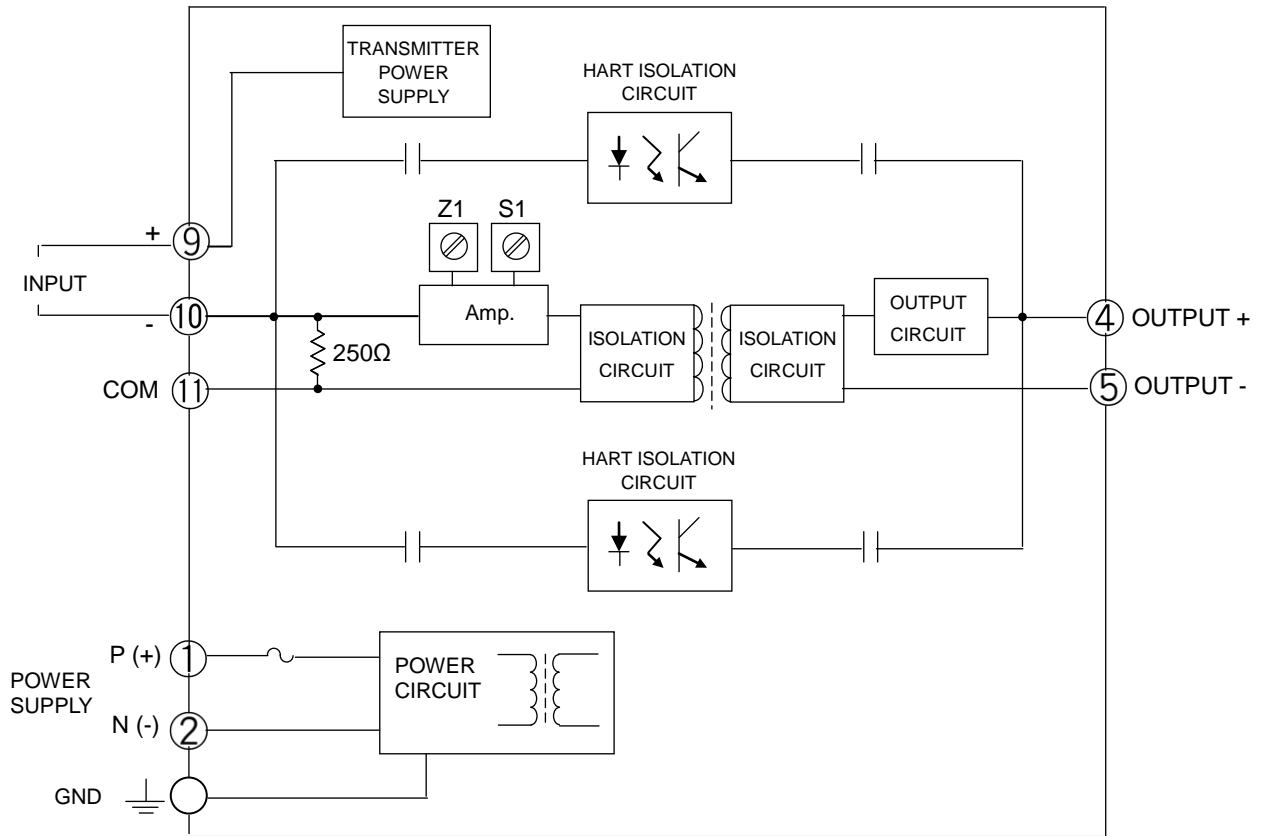 TRANSMITTER
POWER
SUPPLY
HART ISOLATION
CIRCUIT
Z1 S1
+ 9
INPUT
- 10
Amp.
250Ω
COM 11
ISOLATION
CIRCUIT
ISOLATION
CIRCUIT
OUTPUT
CIRCUIT
4 OUTPUT +
5 OUTPUT -
HART ISOLATION
CIRCUIT
POWER
SUPPLY
P (+) 1
N (-) 2
GND
POWER
CIRCUIT